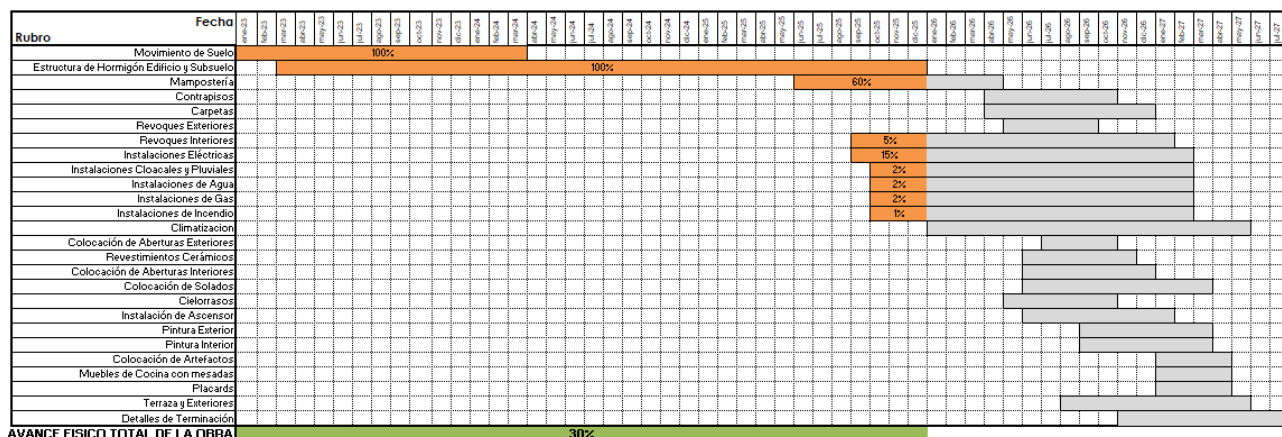 Fecha
Rubro
ene-23 feb-23 mar-23 abr-23 may-23 jun-23 jul-23 ago-23 sep-23 oct-23 nov-23 dic-23 ene-24 feb-24 mar-24 abr-24 may-24 jun-24 jul-24 ago-24 sep-24 oct-24 nov-24 dic-24 ene-25 feb-25 mar-25 abr-25 may-25 jun-25 jul-25 ago-25 sep-25 oct-25 nov-25 dic-25 ene-26 feb-26 mar-26 abr-26 may-26 jun-26 jul-26 ago-26 sep-26 oct-26 nov-26 dic-26 ene-27 feb-27 mar-27 abr-27 may-27 jun-27 jul-27
Movimiento de Suelo 100%
Estructura de Hormigón Edificio y Subsuelo 100%
Mampostería 60%
Contrapisos
Carpetas
Revoques Exteriores
Revoques Interiores 5%
Instalaciones Eléctricas 15%
Instalaciones Cloacales y Pluviales 2%
Instalaciones de Agua 2%
Instalaciones de Gas 2%
Instalaciones de Incendio 1%
Climatizacion
Colocación de Aberturas Exteriores
Revestimientos Cerámicos
Colocación de Aberturas Interiores
Colocación de Solados
Cielorrasos
Instalación de Ascensor
Pintura Exterior
Pintura Interior
Colocación de Artefactos
Muebles de Cocina con mesadas
Placards
Terraza y Exteriores
Detalles de Terminación
AVANCE FISICO TOTAL DE LA OBRA 30%